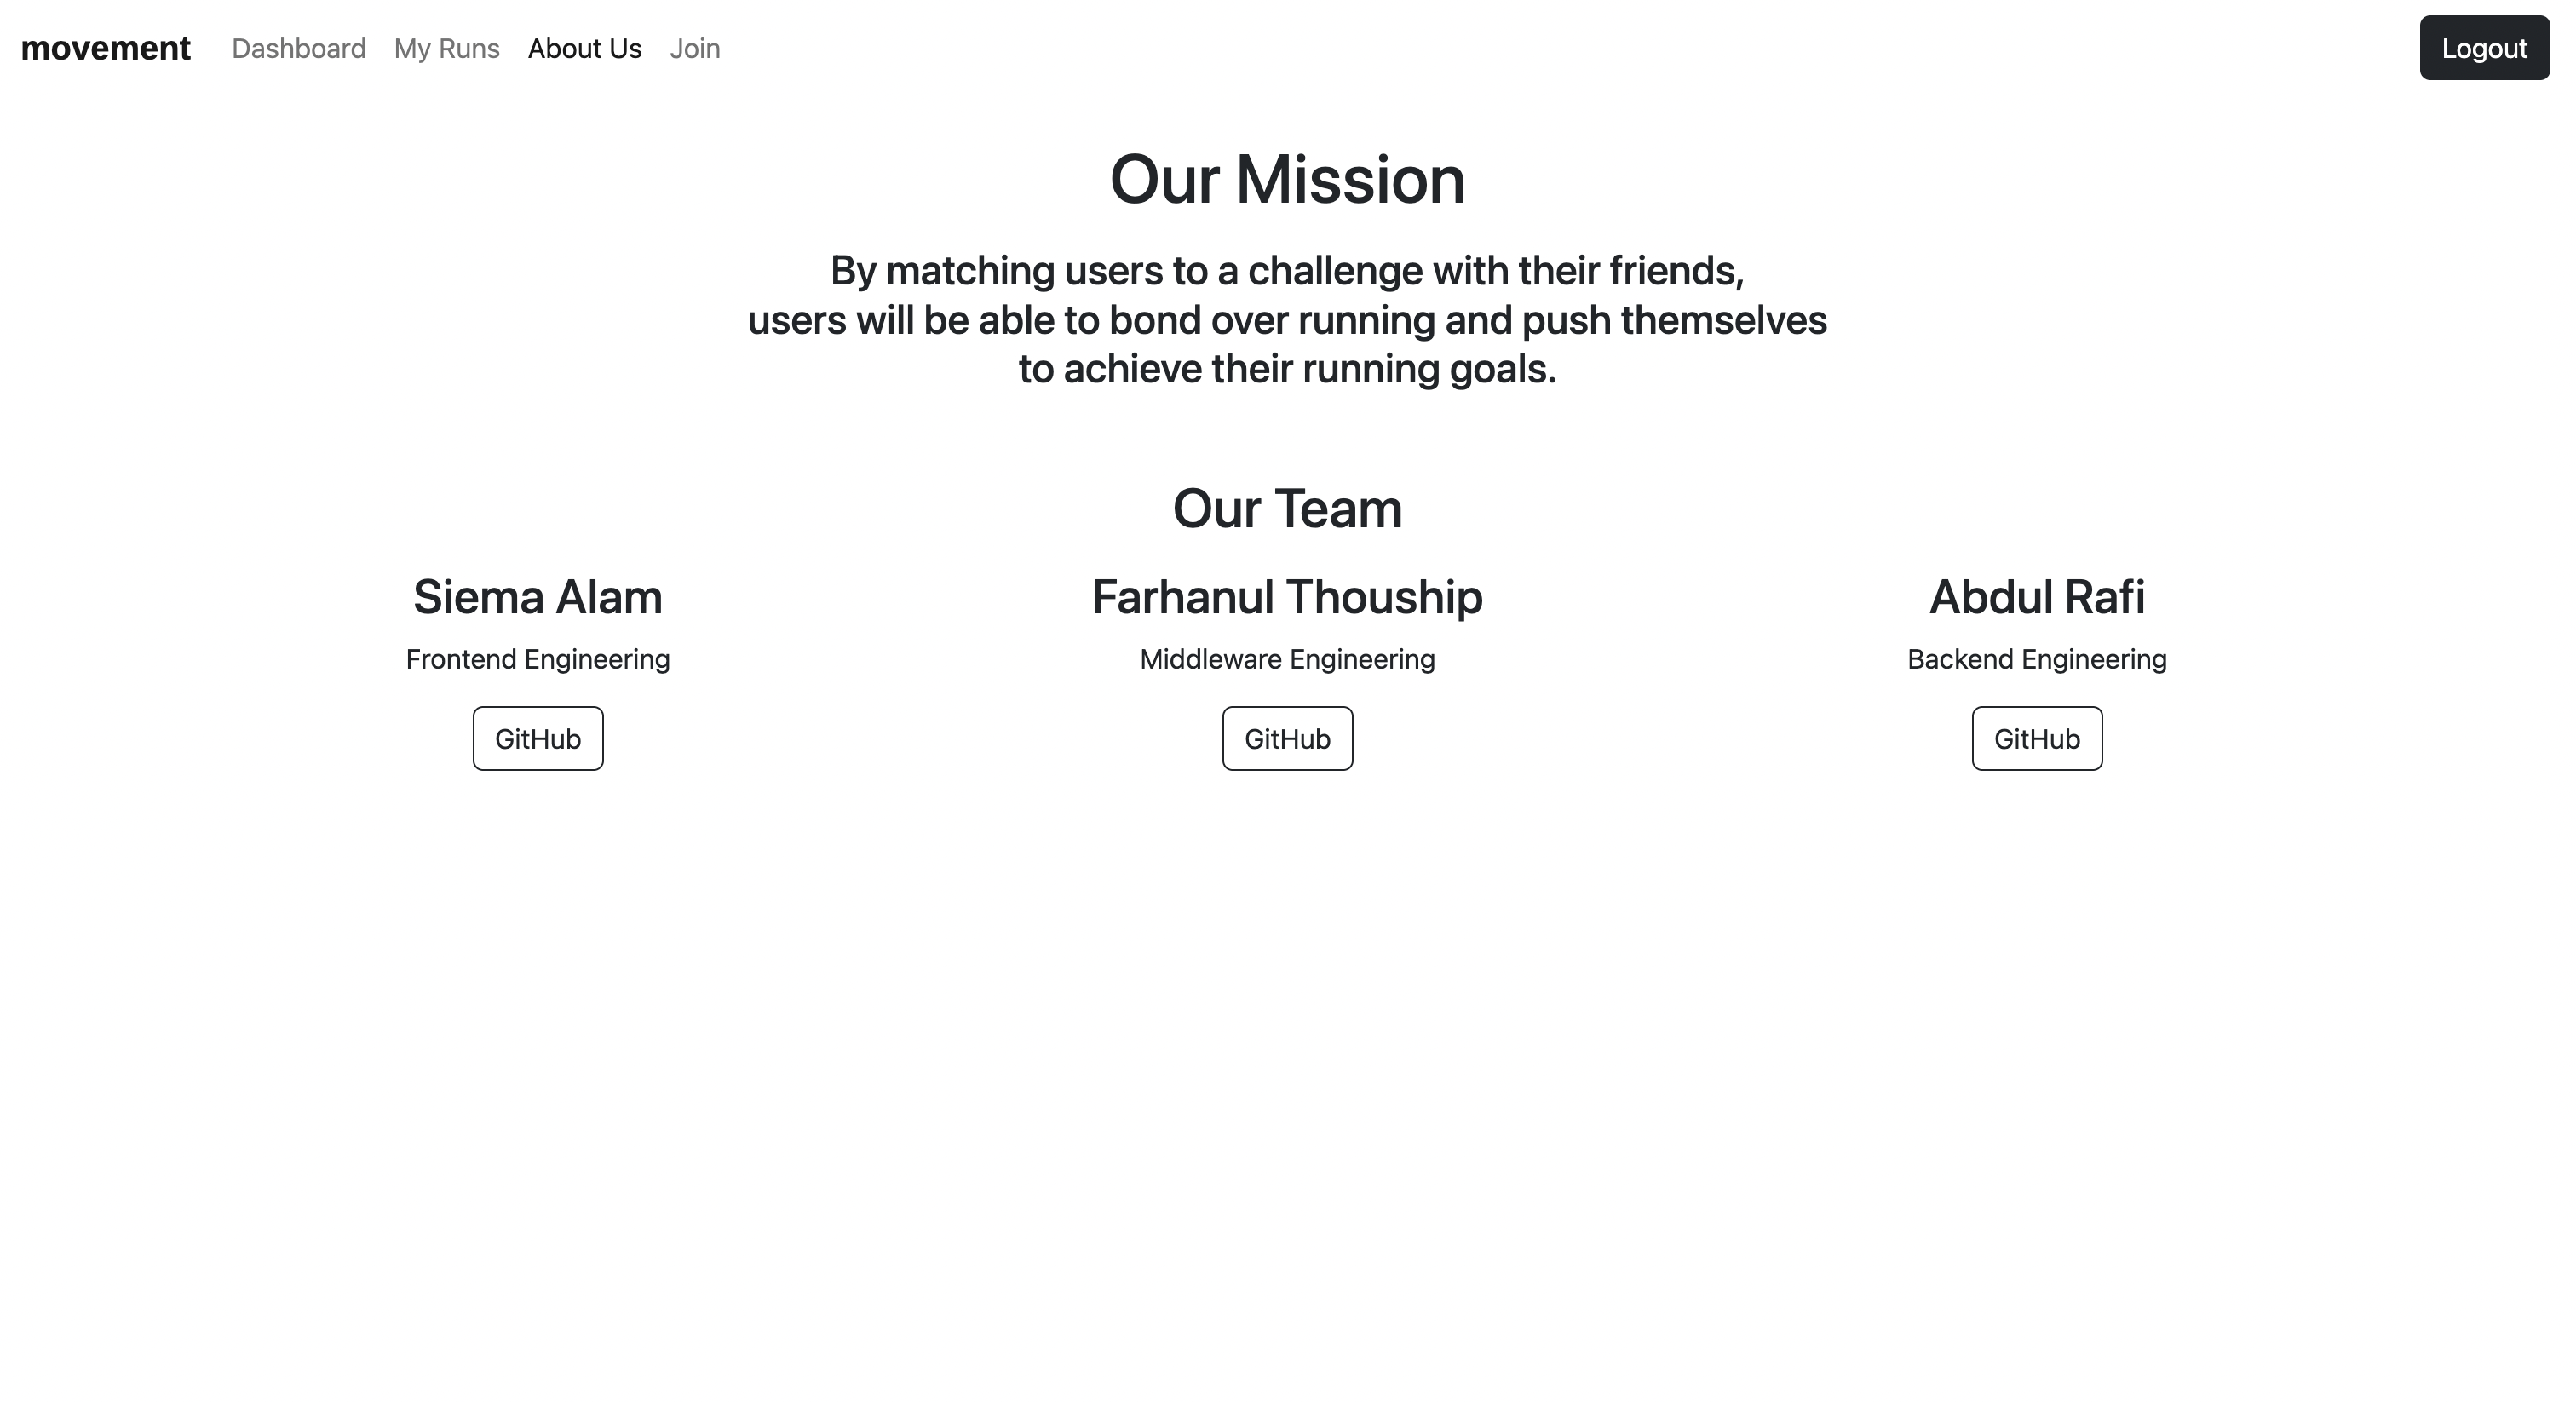 movement Dashboard My Runs About Us Join Logout
Our Mission
By matching users to a challenge with their friends,
users will be able to bond over running and push themselves
to achieve their running goals.
Our Team
Siema Alam
Frontend Engineering
GitHub
Farhanul Thouship
Middleware Engineering
GitHub
Abdul Rafi
Backend Engineering
GitHub